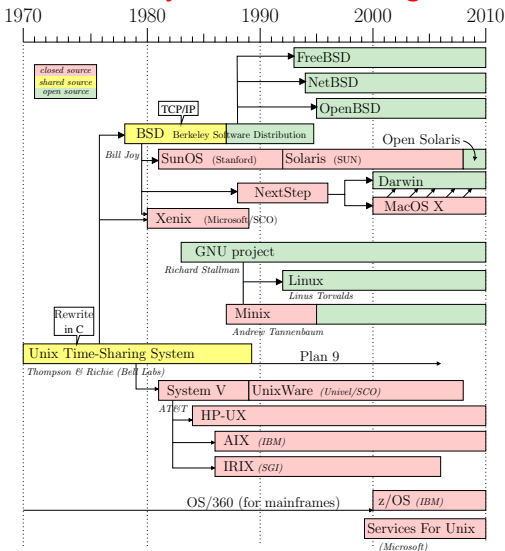 1970 1980 1990 2000 2010
closed source
shared source
open source
FreeBSD
NetBSD
TCP/IP
OpenBSD
BSD Berkeley Software Distribution
Open Solaris
Bill Joy
SunOS (Stanford) Solaris (SUN)
Darwin
NextStep
MacOS X
Xenix (Microsoft/SCO)
GNU project
Richard Stallman
Linux
Linus Torvalds
Minix
Andrew Tannenbaum
Rewrite
in C
Unix Time-Sharing System
Plan 9
Thompson & Richie (Bell Labs)
System V UnixWare (Univel/SCO)
AT&T
HP-UX
AIX (IBM)
IRIX (SGI)
OS/360 (for mainframes) z/OS (IBM)
Services For Unix
(Microsoft)